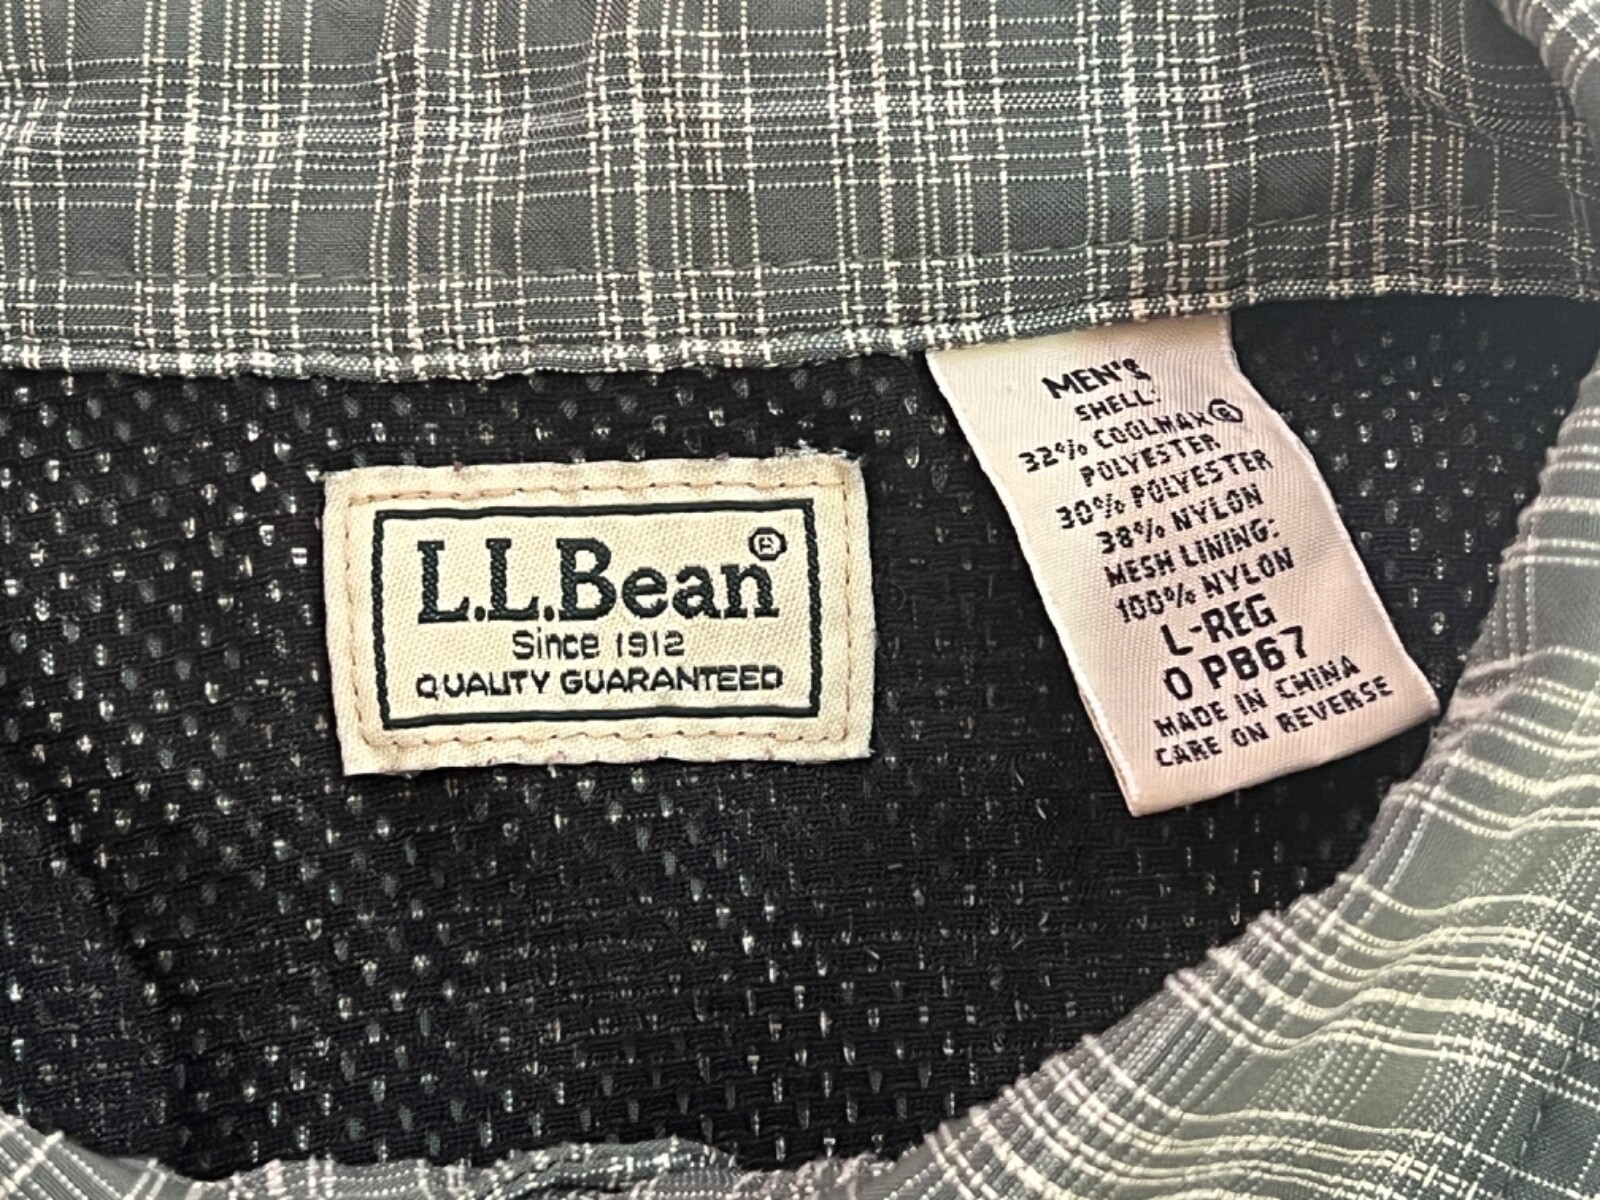 L.L.Bean®
Since 1912
QUALITY GUARANTEED
MEN'S
SHELL:
32% COOLMAX®
POLYESTER
30% POLYESTER
38% NYLON
MESH LINING:
100% NYLON
L-REG
0 PB67
MADE IN CHINA
CARE ON REVERSE